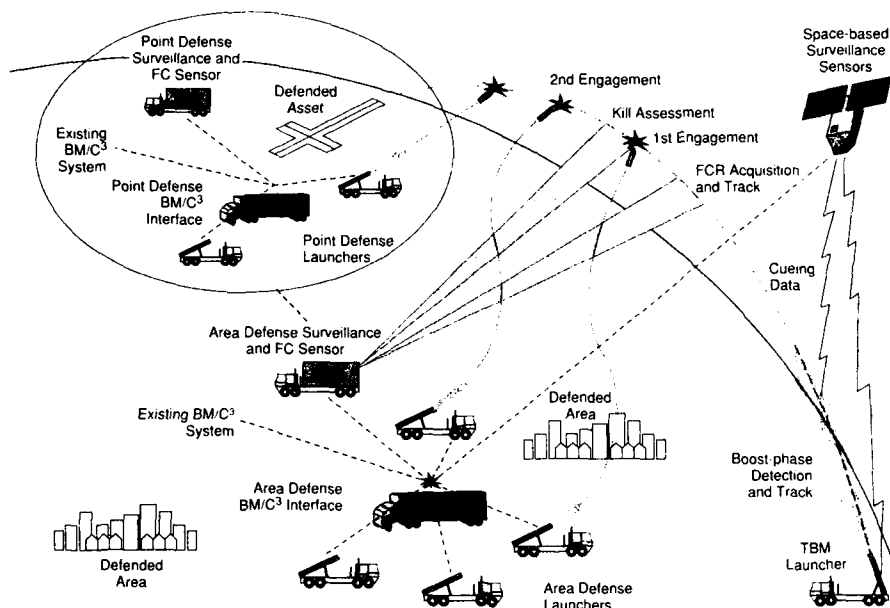 Point Defense
Surveillance and
FC Sensor
Defended
Asset
Existing
BM/C³
System
Point Defense
BM/C³
Interface
Point Defense
Launchers
2nd Engagement
Kill Assessment
1st Engagement
FCR Acquisition
and Track
Space-based
Surveillance
Sensors
Cueing
Data
Area Defense Surveillance
and FC Sensor
Existing BM/C³
System
Defended
Area
Area Defense
BM/C³ Interface
Boost-phase
Detection
and Track
Defended
Area
TBM
Launcher
Area Defense
Launchers